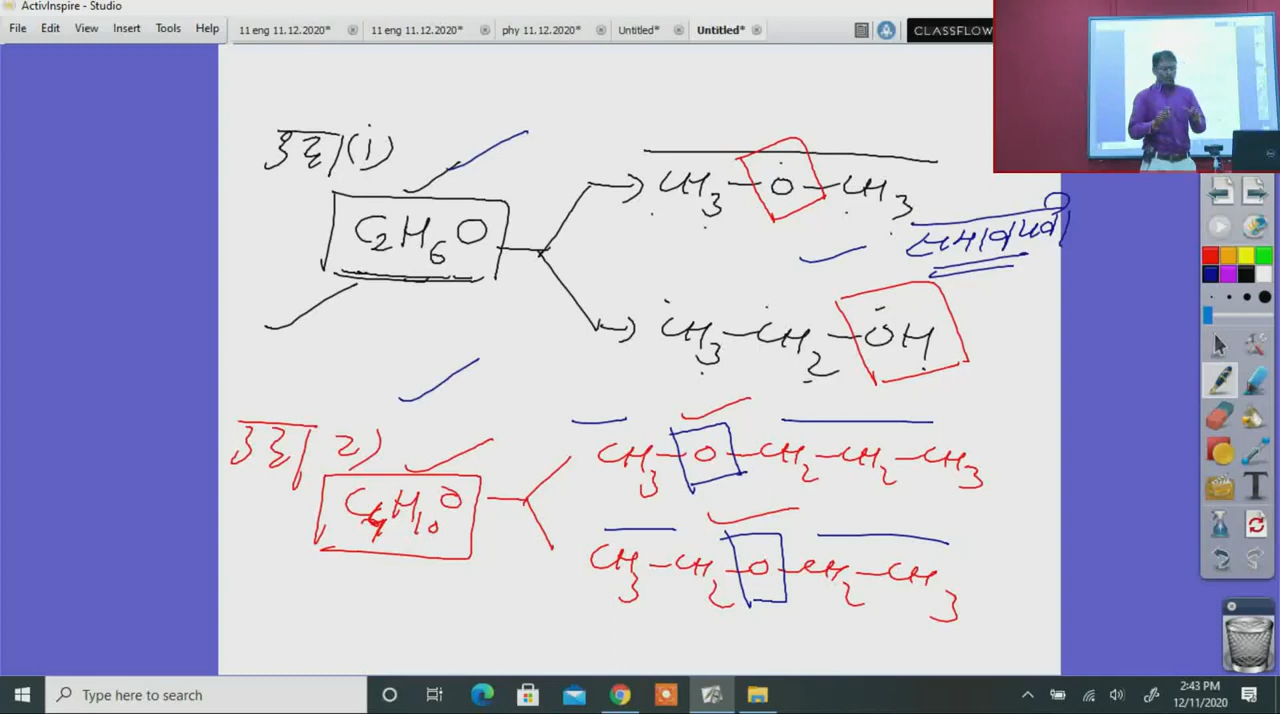 ActivInspire - Studio
File Edit View Insert Tools Help
11 eng 11.12.2020* 11 eng 11.12.2020* phy 11.12.2020* Untitled* Untitled* CLASSFLOW
उदा(i)
C2H6O
CH3-O-CH3
समावयवी
CH3-CH2-OH
उदा 2)
C4H10O
CH3-O-CH2-CH2-CH3
CH3-CH2-O-CH2-CH3
Type here to search
2:43 PM
12/11/2020